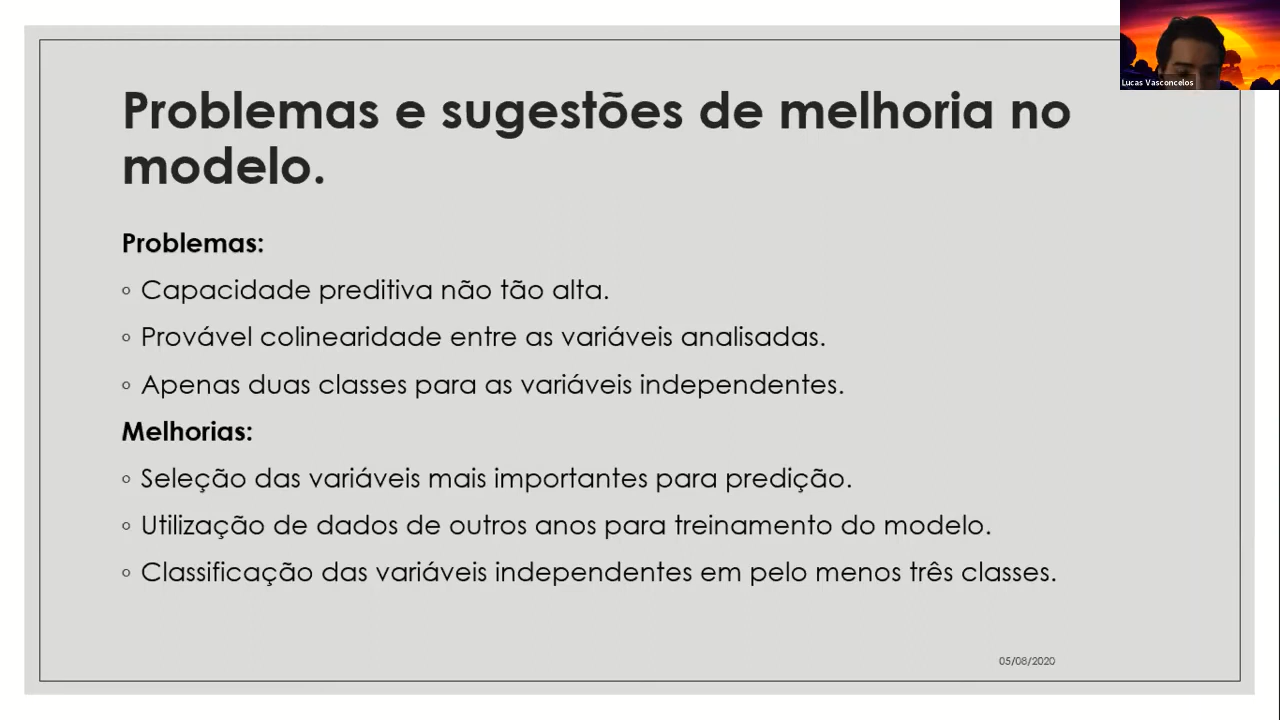 Lucas Vasconcelos
Problemas e sugestões de melhoria no
modelo.
Problemas:
◦ Capacidade preditiva não tão alta.
◦ Provável colinearidade entre as variáveis analisadas.
◦ Apenas duas classes para as variáveis independentes.
Melhorias:
◦ Seleção das variáveis mais importantes para predição.
◦ Utilização de dados de outros anos para treinamento do modelo.
◦ Classificação das variáveis independentes em pelo menos três classes.
05/08/2020